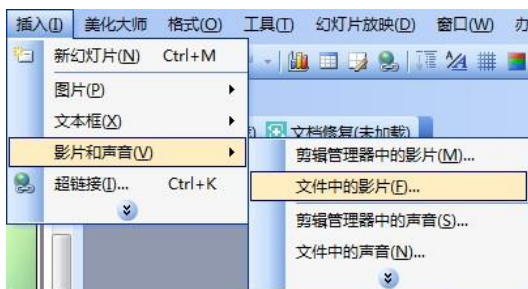 插入(I) 美化大师 格式(O) 工具(T) 幻灯片放映(D) 窗口(W) 办
新幻灯片(N) Ctrl+M
图片(P)
文本框(X)
文档修复(未加载)
影片和声音(V)
剪辑管理器中的影片(M)...
超链接(I)... Ctrl+K
文件中的影片(F)...
剪辑管理器中的声音(S)...
文件中的声音(N)...